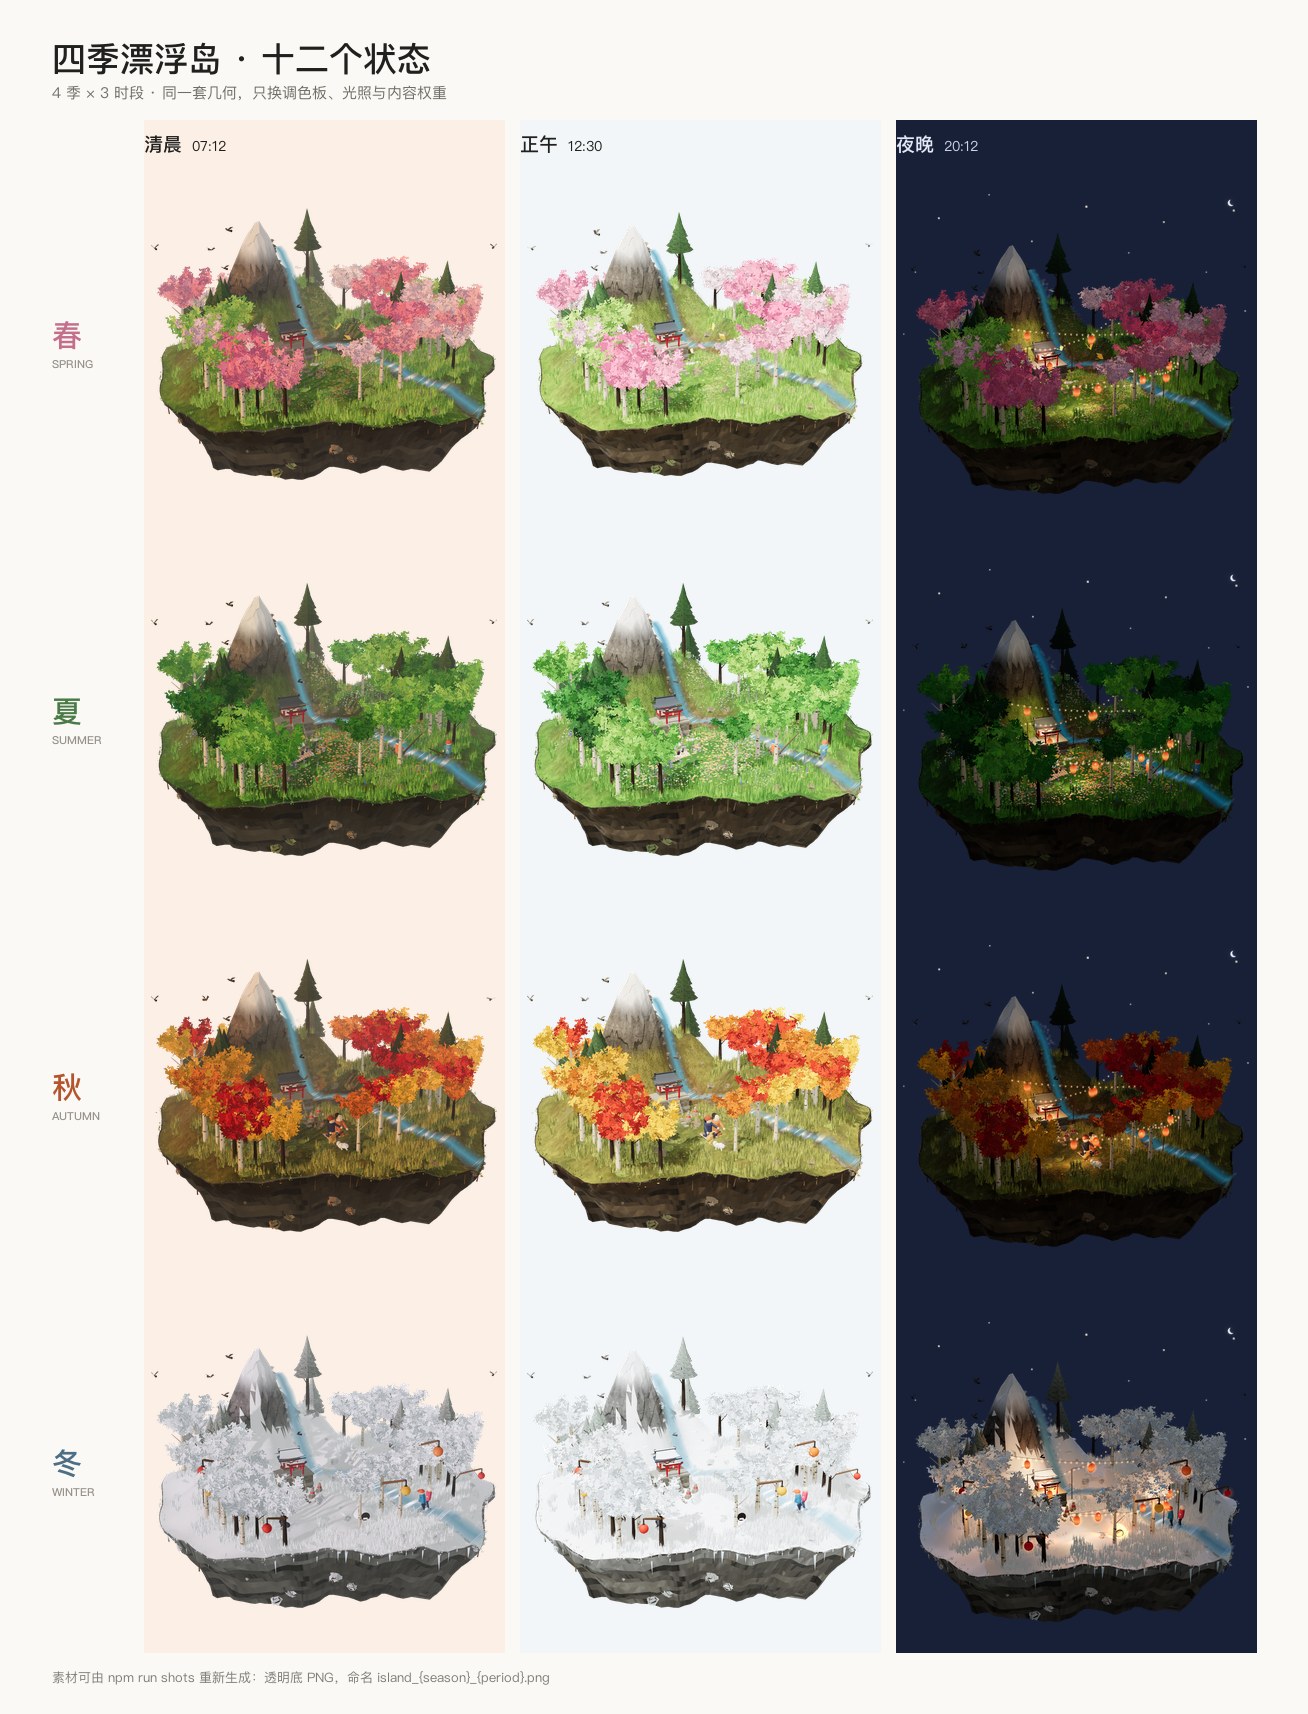 四季漂浮岛 · 十二个状态
4 季 × 3 时段 · 同一套几何，只换调色板、光照与内容权重
清晨 07:12
正午 12:30
夜晚 20:12
春
SPRING
夏
SUMMER
秋
AUTUMN
冬
WINTER
素材可由 npm run shots 重新生成：透明底 PNG，命名 island_{season}_{period}.png